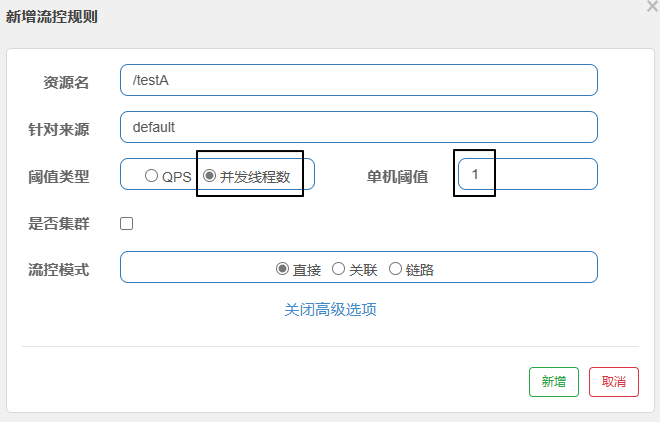 新增流控规则
×
资源名 /testA
针对来源 default
阈值类型 QPS 并发线程数 单机阈值 1
是否集群
流控模式 直接 关联 链路
关闭高级选项
新增 取消